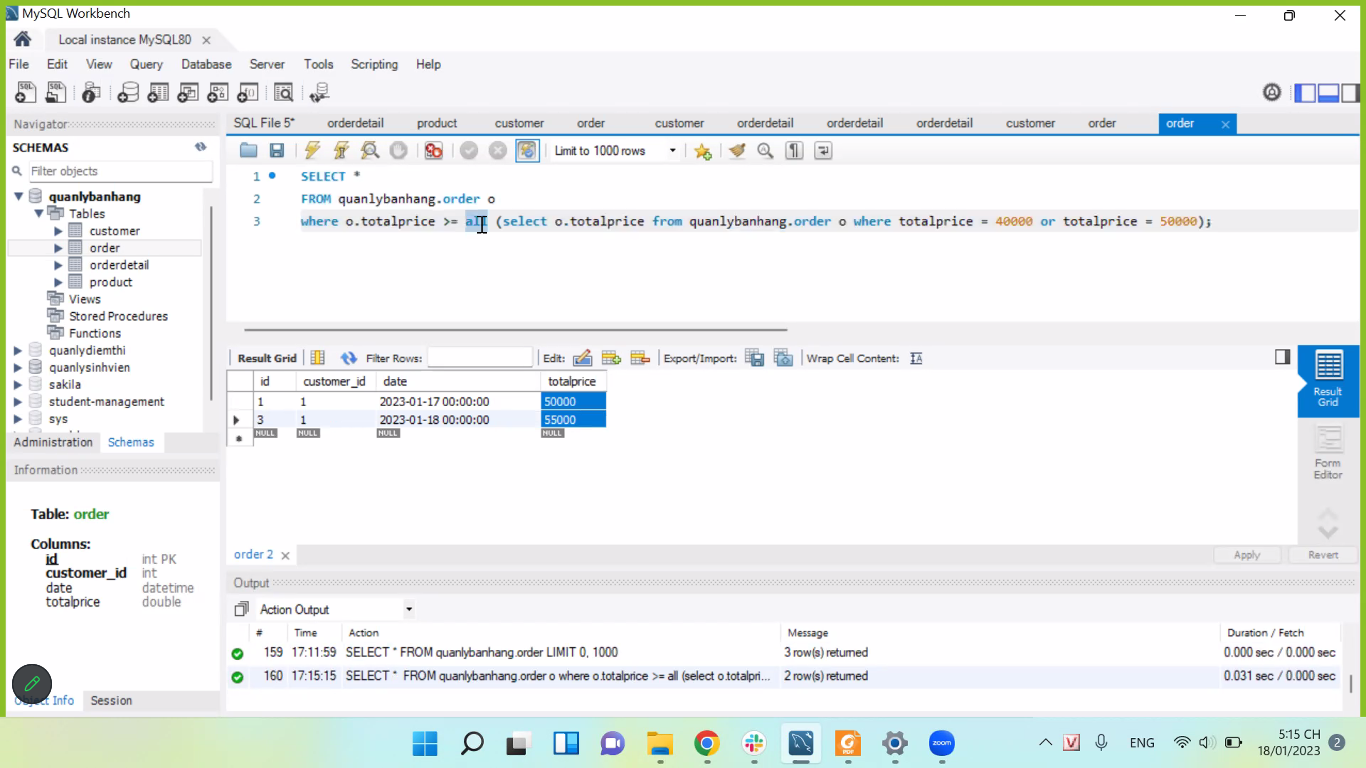 MySQL Workbench
Local instance MySQL80
File Edit View Query Database Server Tools Scripting Help
Navigator
SQL File 5* orderdetail product customer order customer orderdetail orderdetail orderdetail customer order order
SCHEMAS
Limit to 1000 rows
Filter objects
quanlybanhang
Tables
customer
order
orderdetail
product
Views
Stored Procedures
Functions
quanlydiemthi
quanlysinhvien
sakila
student-management
sys
1 SELECT *
2 FROM quanlybanhang.order o
3 where o.totalprice >= all (select o.totalprice from quanlybanhang.order o where totalprice = 40000 or totalprice = 50000);
Result Grid Filter Rows: Edit: Export/Import: Wrap Cell Content:
id customer_id date totalprice
1 1 2023-01-17 00:00:00 50000
3 1 2023-01-18 00:00:00 55000
NULL NULL NULL NULL
Result Grid
Form Editor
Administration Schemas
Information
Table: order
Columns:
id int PK
customer_id int
date datetime
totalprice double
Object Info Session
order 2 Apply Revert
Output
Action Output
# Time Action Message Duration / Fetch
159 17:11:59 SELECT * FROM quanlybanhang.order LIMIT 0, 1000 3 row(s) returned 0.000 sec / 0.000 sec
160 17:15:15 SELECT * FROM quanlybanhang.order o where o.totalprice >= all (select o.totalpri... 2 row(s) returned 0.031 sec / 0.000 sec
zoom
V
ENG
5:15 CH
18/01/2023
2